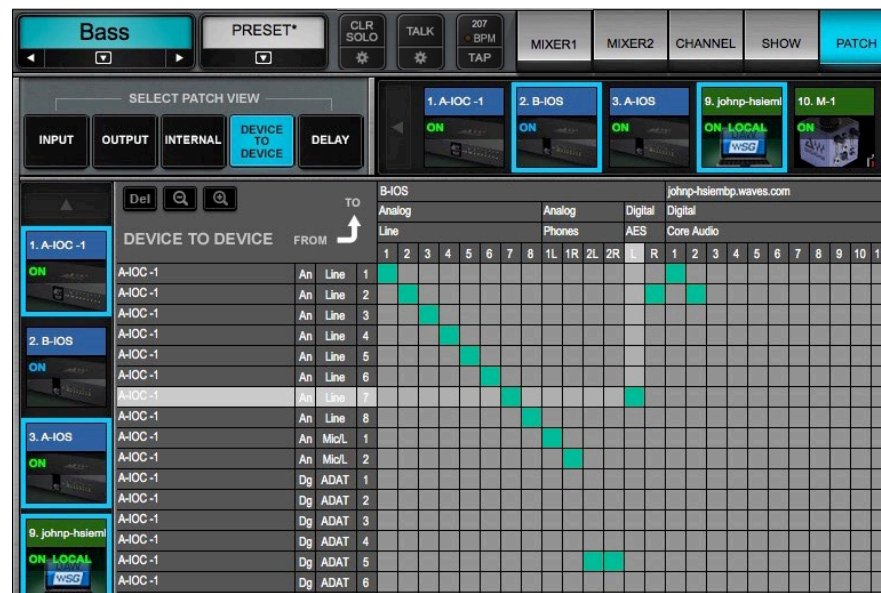 Bass
PRESET*
CLR SOLO
TALK
207
BPM
TAP
MIXER1
MIXER2
CHANNEL
SHOW
PATCH
SELECT PATCH VIEW
INPUT
OUTPUT
INTERNAL
DEVICE TO DEVICE
DELAY
1. A-IOC -1
ON
2. B-IOS
ON
3. A-IOS
ON
9. johnp-hsiemb
ON LOCAL
WSG
10. M-1
ON
Del
TO
DEVICE TO DEVICE FROM
B-IOS johnp-hsiembp.waves.com
Analog Analog Digital Digital
Line Phones AES Core Audio
1 2 3 4 5 6 7 8 1L 1R 2L 2R L R 1 2 3 4 5 6 7 8 9 10 1
1. A-IOC -1
ON
2. B-IOS
ON
3. A-IOS
ON
9. johnp-hsiemb
ON LOCAL
WSG
A-IOC -1 An Line 1
A-IOC -1 An Line 2
A-IOC -1 An Line 3
A-IOC -1 An Line 4
A-IOC -1 An Line 5
A-IOC -1 An Line 6
A-IOC -1 An Line 7
A-IOC -1 An Line 8
A-IOC -1 An Mic/L 1
A-IOC -1 An Mic/L 2
A-IOC -1 Dg ADAT 1
A-IOC -1 Dg ADAT 2
A-IOC -1 Dg ADAT 3
A-IOC -1 Dg ADAT 4
A-IOC -1 Dg ADAT 5
A-IOC -1 Dg ADAT 6